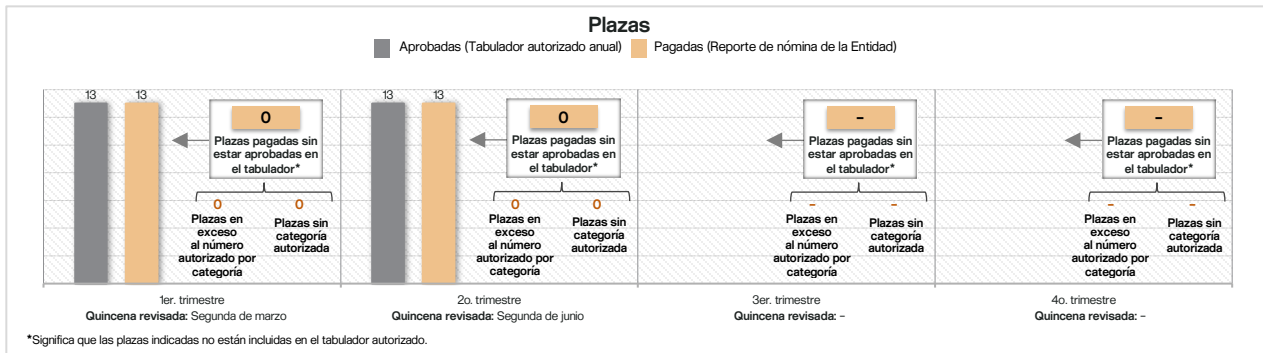 Plazas
Aprobadas (Tabulador autorizado anual)
Pagadas (Reporte de nómina de la Entidad)
13
13
0
Plazas pagadas sin
estar aprobadas en
el tabulador*
0
0
Plazas en
exceso
al número
autorizado por
categoría
Plazas sin
categoría
autorizada
1er. trimestre
Quincena revisada: Segunda de marzo
13
13
0
Plazas pagadas sin
estar aprobadas en
el tabulador*
0
0
Plazas en
exceso
al número
autorizado por
categoría
Plazas sin
categoría
autorizada
2o. trimestre
Quincena revisada: Segunda de junio
-
Plazas pagadas sin
estar aprobadas en
el tabulador*
-
-
Plazas en
exceso
al número
autorizado por
categoría
Plazas sin
categoría
autorizada
3er. trimestre
Quincena revisada: -
-
Plazas pagadas sin
estar aprobadas en
el tabulador*
-
-
Plazas en
exceso
al número
autorizado por
categoría
Plazas sin
categoría
autorizada
4o. trimestre
Quincena revisada: -
*Significa que las plazas indicadas no están incluidas en el tabulador autorizado.